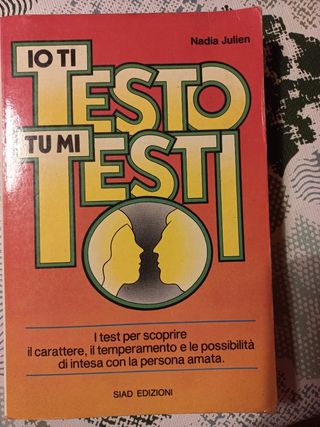 Nadia Julien
IO TI
TESTO
TU MI
TESTI
I test per scoprire
il carattere, il temperamento e le possibilità
di intesa con la persona amata.
SIAD EDIZIONI